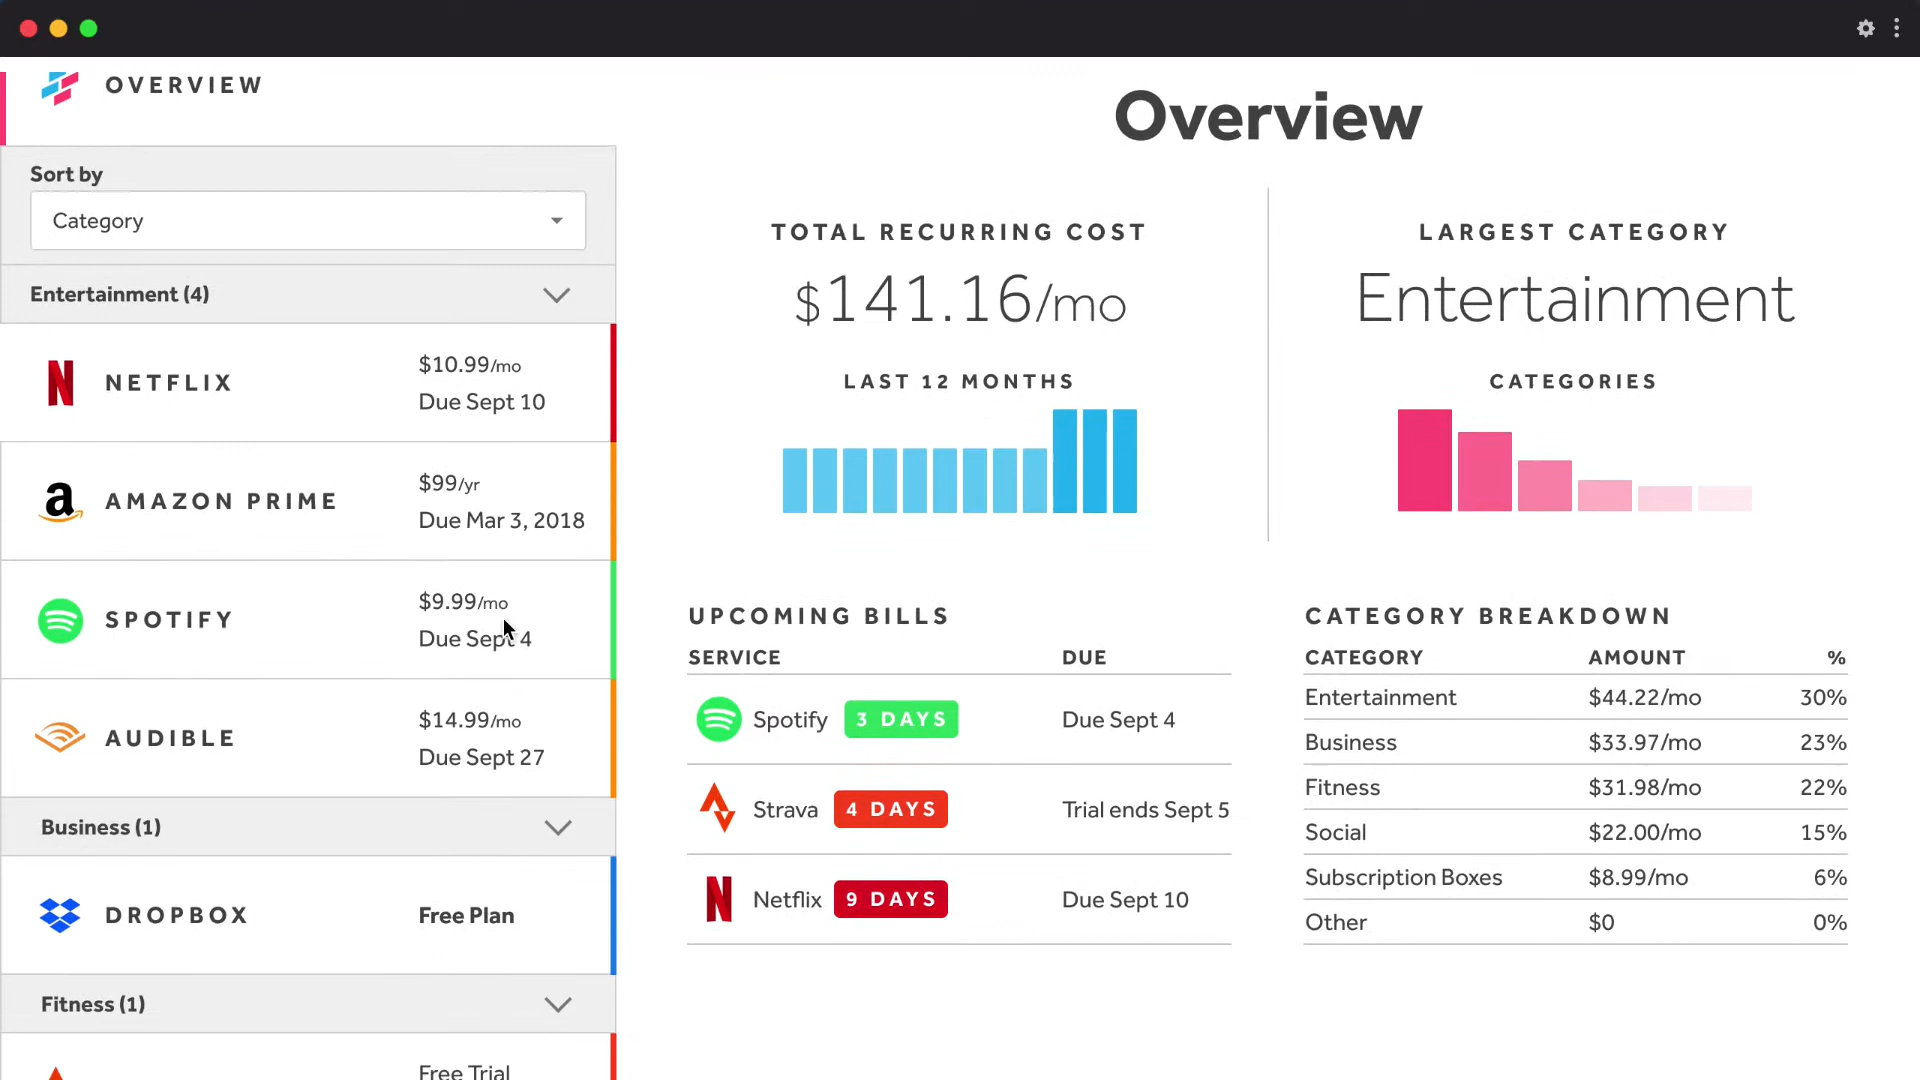 OVERVIEW
Sort by
Category
Entertainment (4)
NETFLIX
$10.99/mo
Due Sept 10
AMAZON PRIME
$99/yr
Due Mar 3, 2018
SPOTIFY
$9.99/mo
Due Sept 4
AUDIBLE
$14.99/mo
Due Sept 27
Business (1)
DROPBOX
Free Plan
Fitness (1)
Free Trial
Overview
TOTAL RECURRING COST
$141.16/mo
LAST 12 MONTHS
LARGEST CATEGORY
Entertainment
CATEGORIES
UPCOMING BILLS
SERVICE DUE
Spotify 3 DAYS Due Sept 4
Strava 4 DAYS Trial ends Sept 5
Netflix 9 DAYS Due Sept 10
CATEGORY BREAKDOWN
CATEGORY AMOUNT %
Entertainment $44.22/mo 30%
Business $33.97/mo 23%
Fitness $31.98/mo 22%
Social $22.00/mo 15%
Subscription Boxes $8.99/mo 6%
Other $0 0%